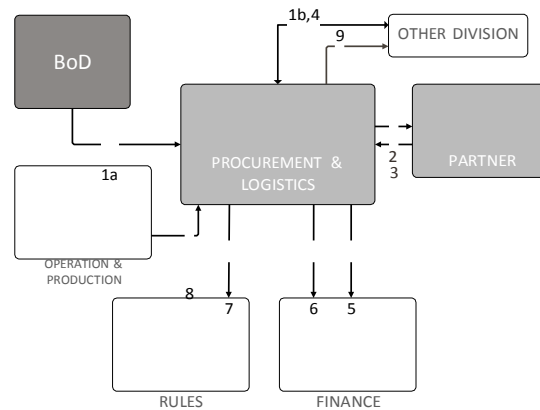 1b,4
9
OTHER DIVISION
BoD
PROCUREMENT &
LOGISTICS
2
3
PARTNER
1a
OPERATION &
PRODUCTION
8
7
6
5
RULES
FINANCE